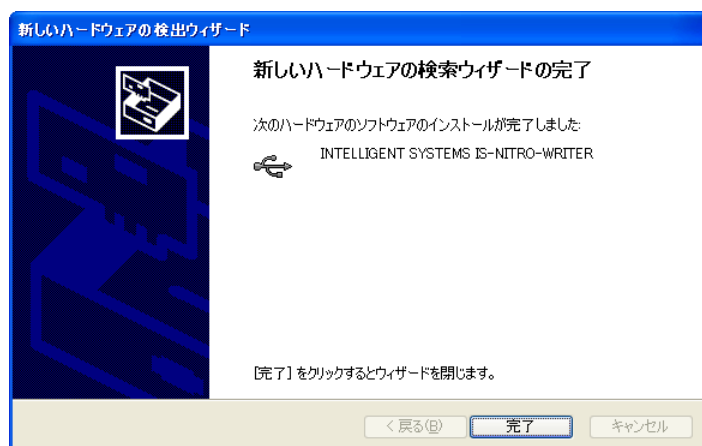 新しいハードウェアの検出ウィザード
新しいハードウェアの検索ウィザードの完了
次のハードウェアのソフトウェアのインストールが完了しました:
INTELLIGENT SYSTEMS IS-NITRO-WRITER
[完了] をクリックするとウィザードを閉じます。
< 戻る(B) 完了 キャンセル